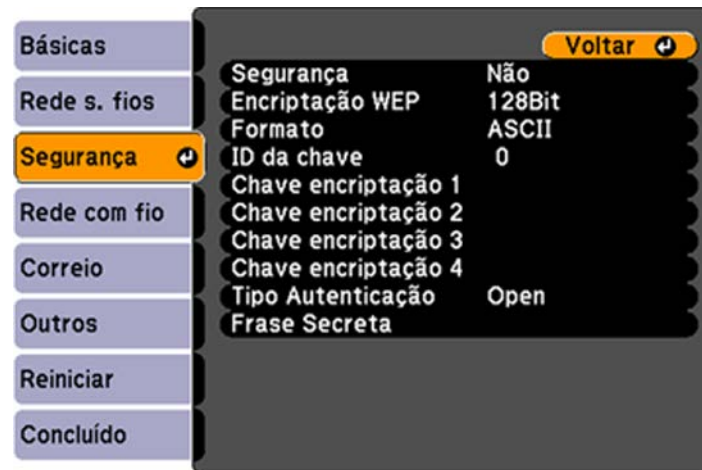 Básicas
Rede s. fios
Segurança
Rede com fio
Correio
Outros
Reiniciar
Concluído
Voltar
Segurança Não
Encriptação WEP 128Bit
Formato ASCII
ID da chave 0
Chave encriptação 1
Chave encriptação 2
Chave encriptação 3
Chave encriptação 4
Tipo Autenticação Open
Frase Secreta